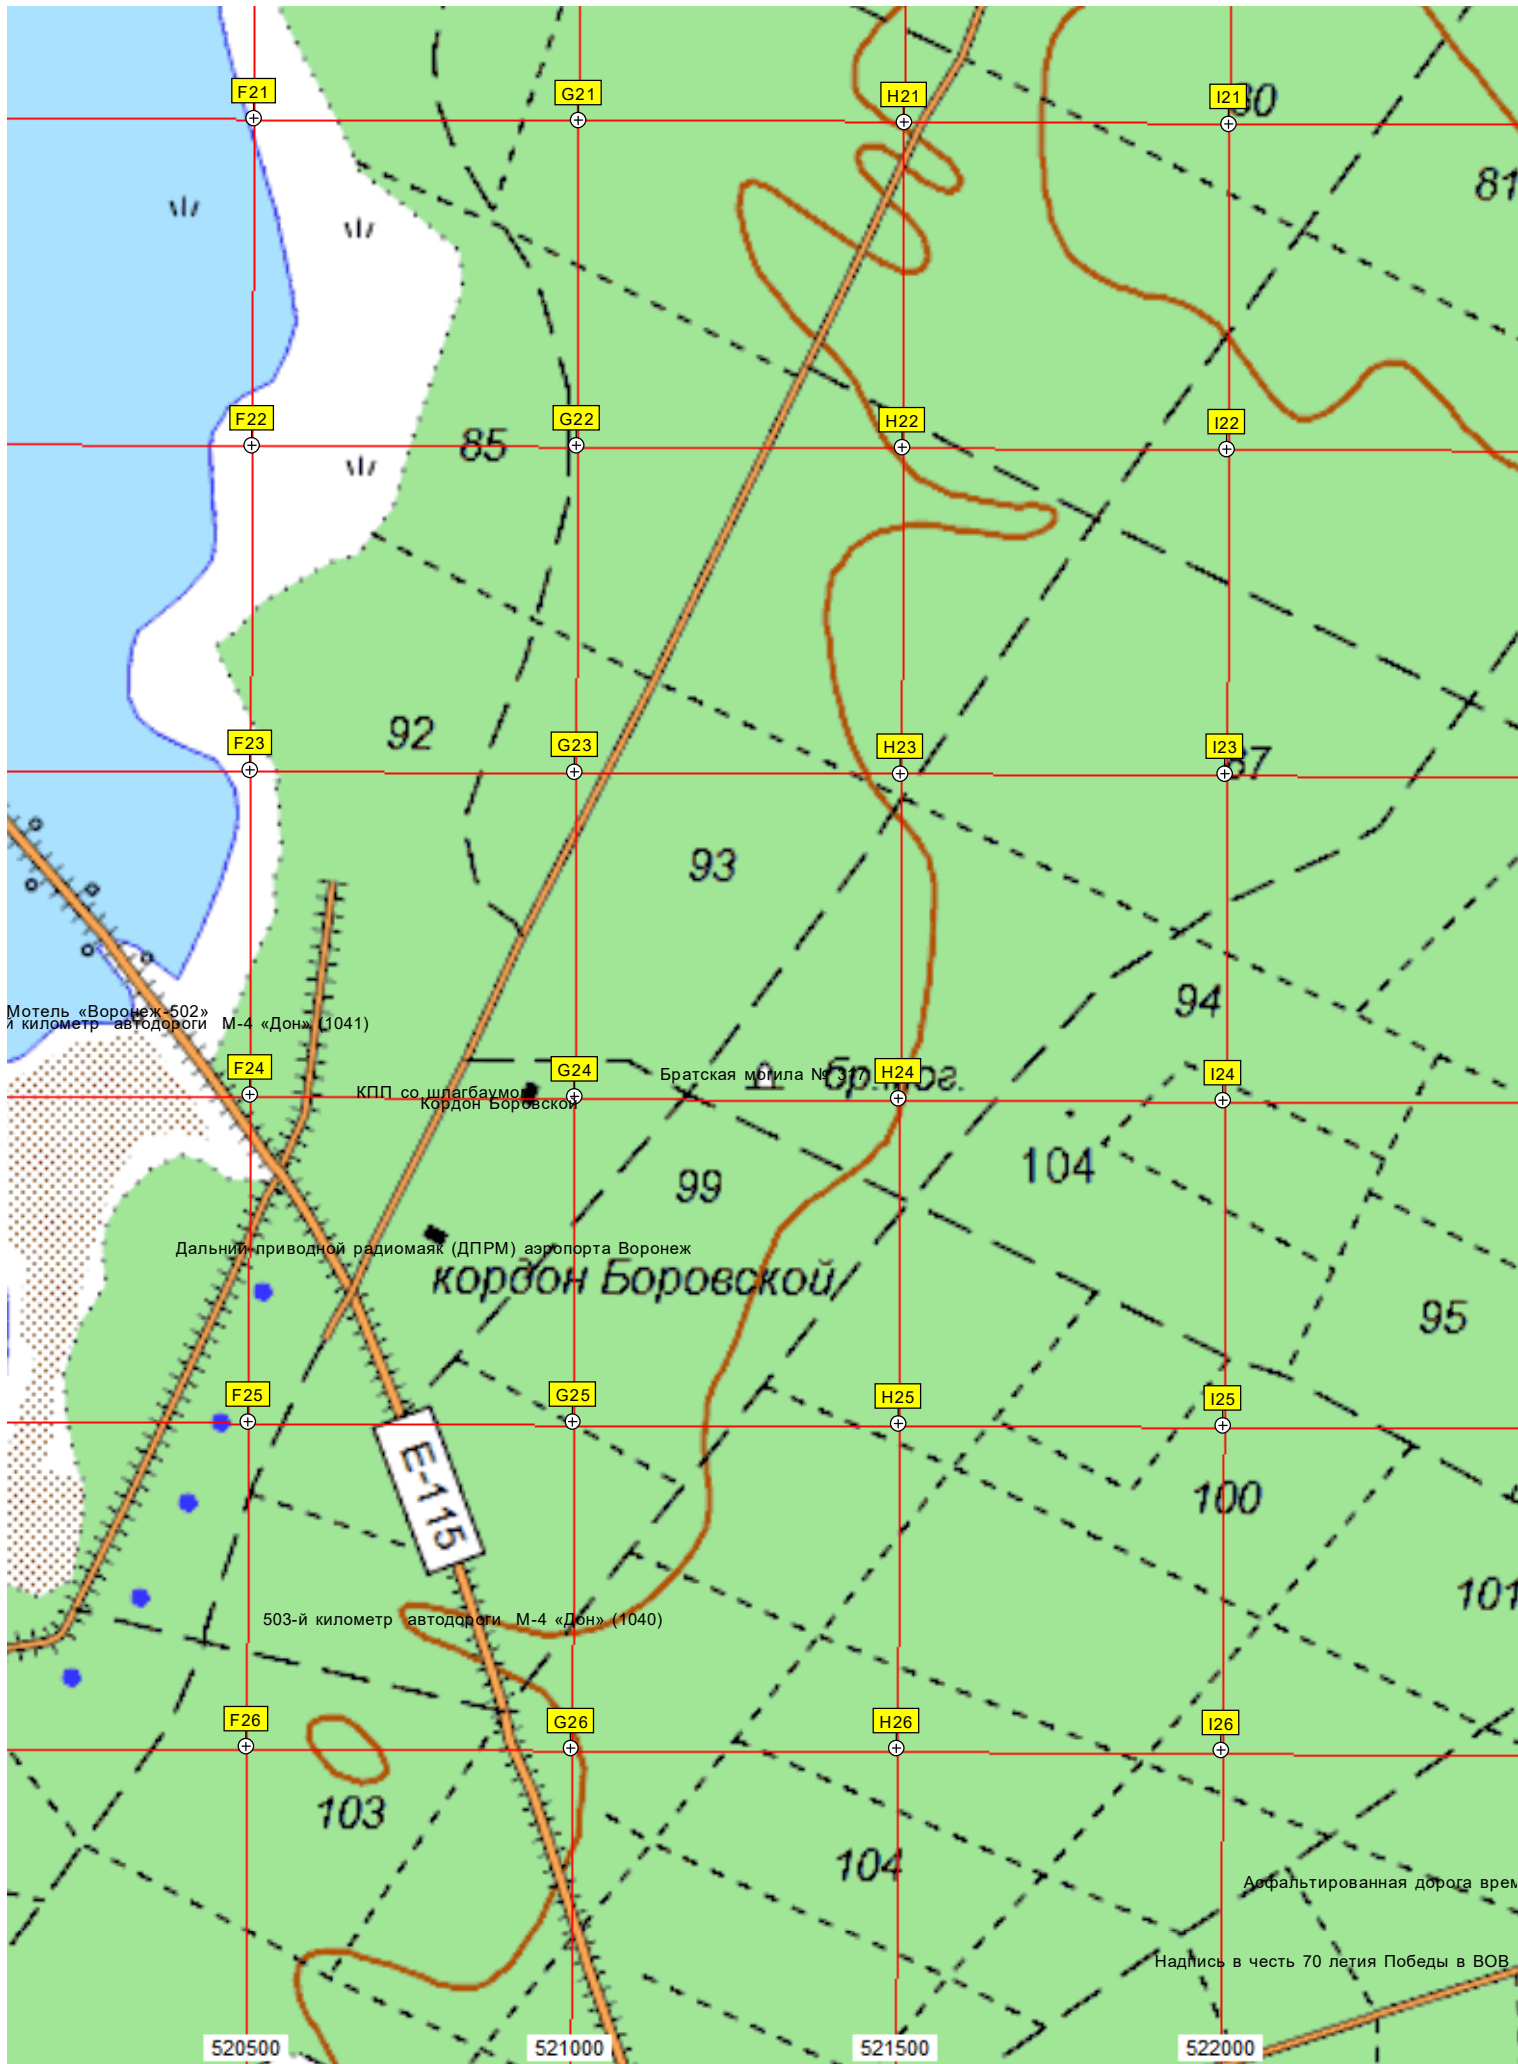 F21
G21
H21
I21
80
81
F22
G22
H22
I22
85
92
F23
G23
H23
I23
87
93
94
Мотель «Воронеж-502»
й километр автодороги М-4 «Дон» (1041)
F24
G24
H24
I24
Братская могила № 317
бр.мог.
КПП со шлагбаумом
Кордон Боровской
99
104
Дальний приводной радиомаяк (ДПРМ) аэропорта Воронеж
кордон Боровской
95
F25
G25
H25
I25
E-115
100
101
503-й километр автодороги М-4 «Дон» (1040)
F26
G26
H26
I26
103
104
Асфальтированная дорога врем
Надпись в честь 70 летия Победы в ВОВ
520500
521000
521500
522000